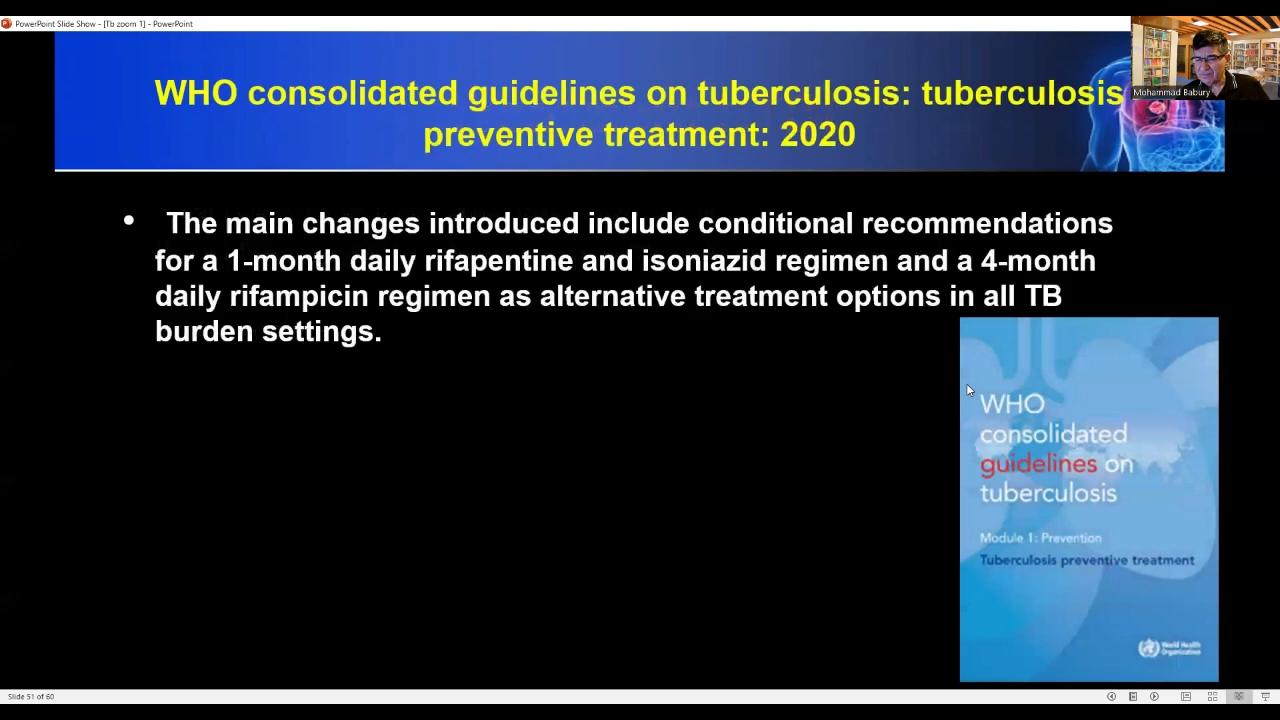 PowerPoint Slide Show - [Tb zoom 1] - PowerPoint
WHO consolidated guidelines on tuberculosis: tuberculosis
preventive treatment: 2020
Mohammad Babury
• The main changes introduced include conditional recommendations
for a 1-month daily rifapentine and isoniazid regimen and a 4-month
daily rifampicin regimen as alternative treatment options in all TB
burden settings.
WHO
consolidated
guidelines on
tuberculosis
Module 1: Prevention
Tuberculosis preventive treatment
World Health
Organization
Slide 51 of 60